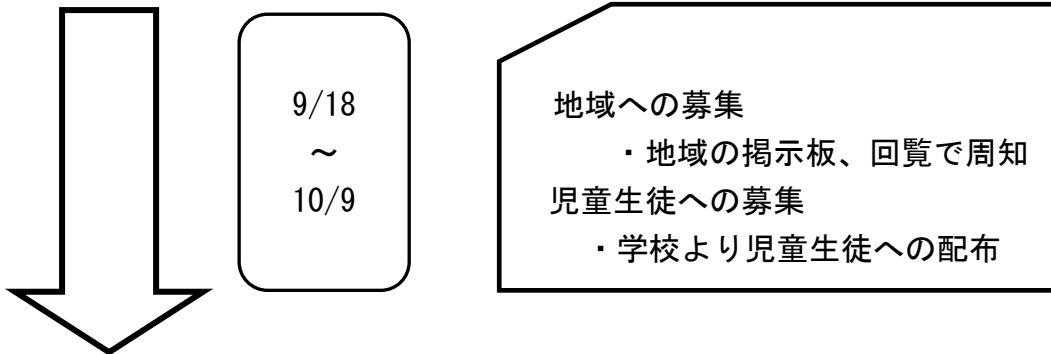 9/18
～
10/9
地域への募集
・地域の掲示板、回覧で周知
児童生徒への募集
・学校より児童生徒への配布